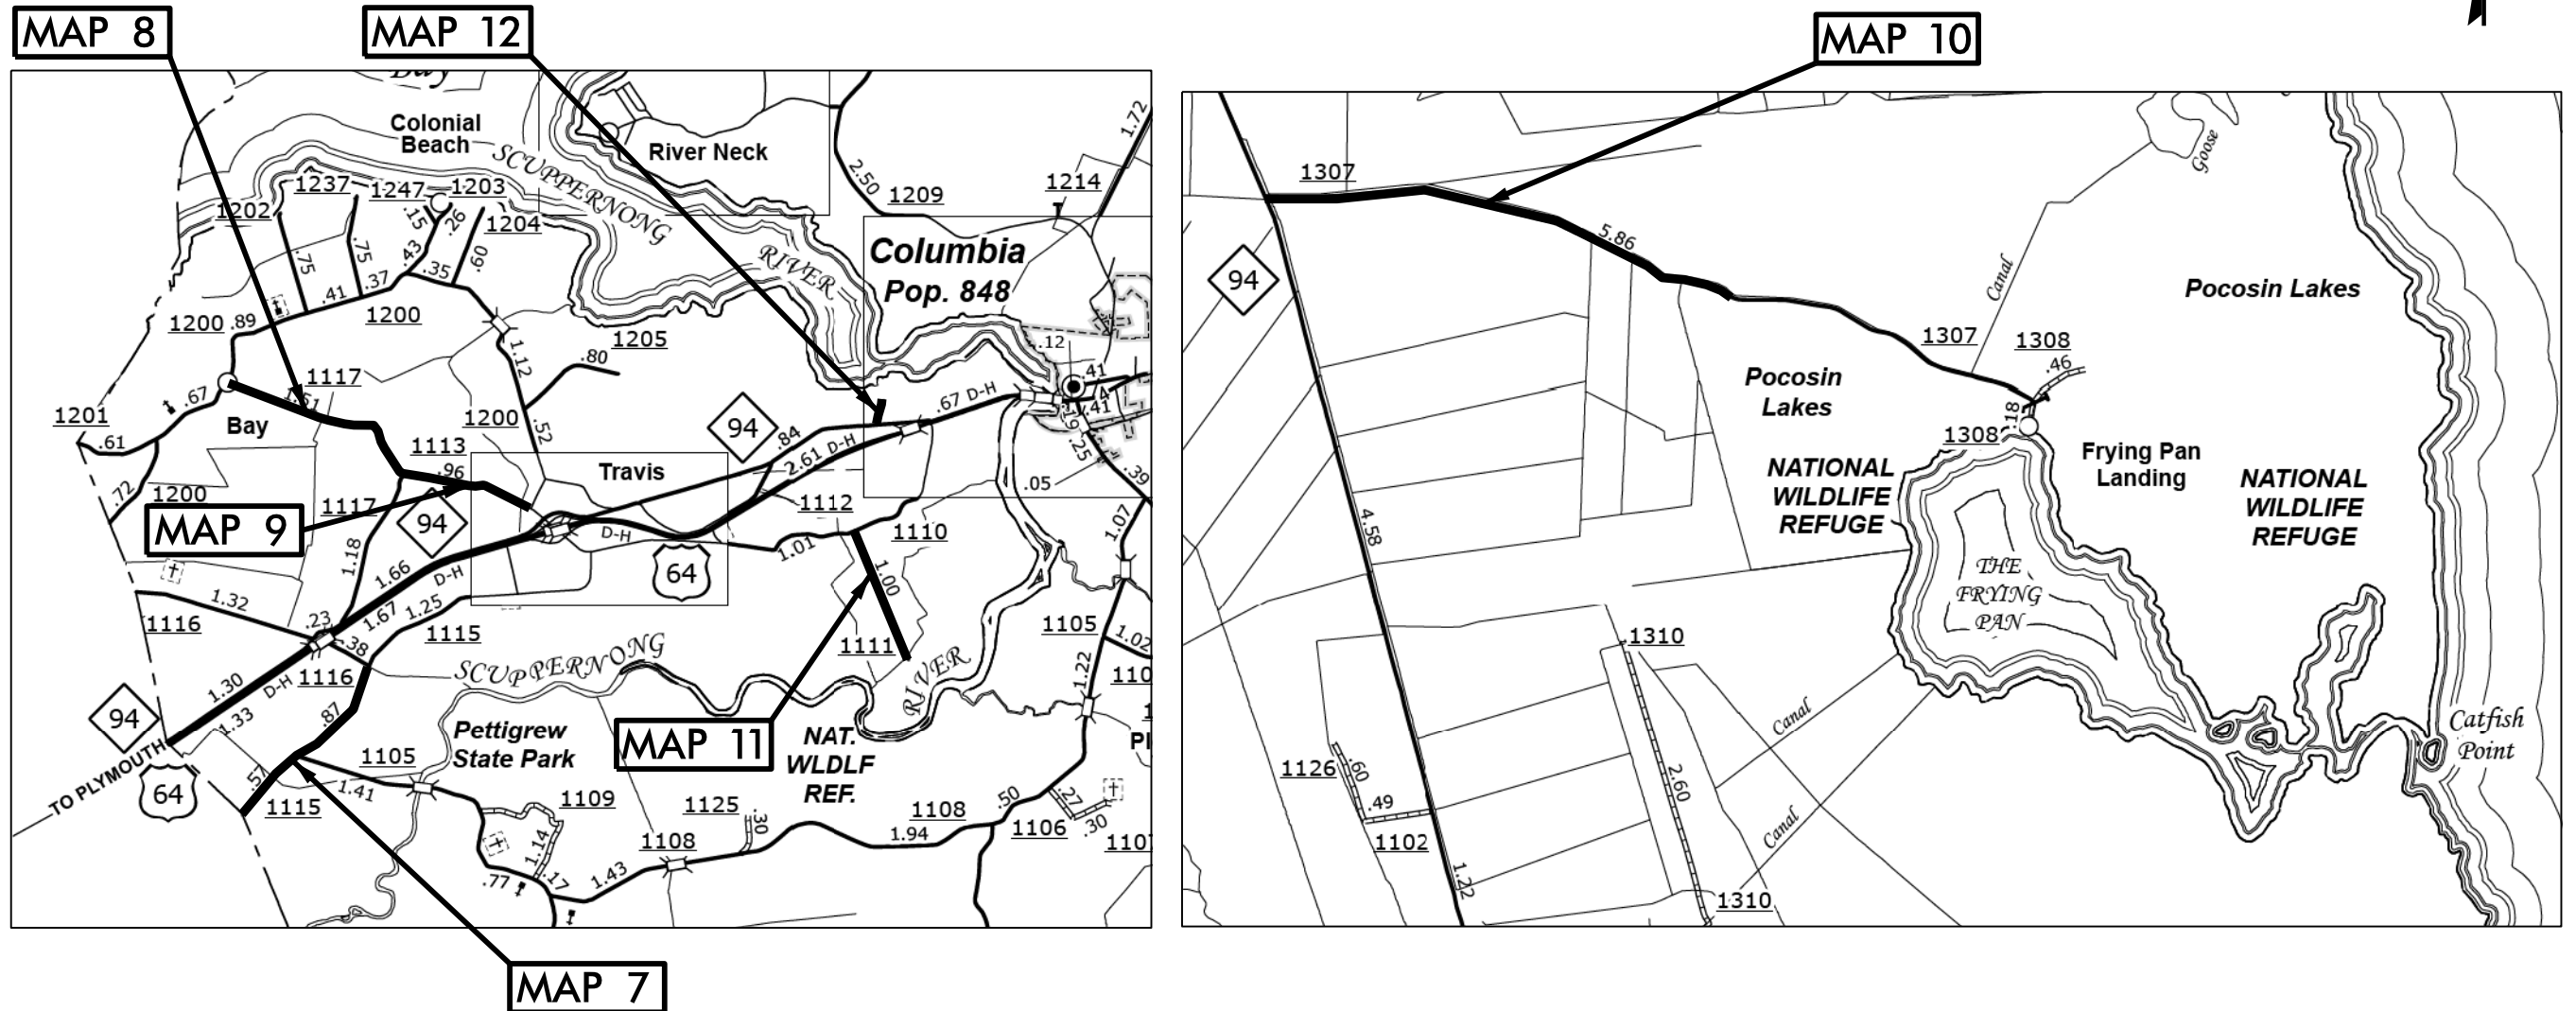 MAP 8
MAP 12
MAP 10
Bay
Colonial
Beach
River Neck
SCUPPERNONG
RIVER
1.72
2.50
1209
1214
1237
1247
1203
1202
1204
.15
.26
.75
.75
.43
.35
.60
.41
.37
1200
.89
1200
Columbia
Pop. 848
1205
.12
.80
1.12
.41
1117
1.51
.67
1201
.61
Bay
1200
.52
.67 D-H
.41
.19
.25
.39
94
.84
2.61 D-H
1113
.96
Travis
.72
1200
1117
94
MAP 9
1112
.05
1110
1.07
D-H
64
1.01
1.00
1.18
1.66
D-H
1.32
1116
.23
1.67
1.25
1115
.38
1111
1105
1.02
110
1.22
SCUPPERNONG
RIVER
1.30
D-H
1116
94
1.33
.87
Pettigrew
State Park
MAP 11
NAT.
WLDLF
REF.
TO PLYMOUTH
64
.57
1115
1105
1.41
1109
1125
.30
1108
.50
.27
.30
1106
1107
1.14
1108
1.94
.77
.17
1.43
MAP 7
1307
Goose
5.86
94
Canal
Pocosin Lakes
1307
1308
.46
Pocosin
Lakes
.18
1308
Frying Pan
Landing
NATIONAL
WILDLIFE
REFUGE
NATIONAL
WILDLIFE
REFUGE
4.58
THE
FRYING
PAN
1310
Canal
Catfish
Point
1126
.60
.49
2.60
1102
Canal
1.22
1310